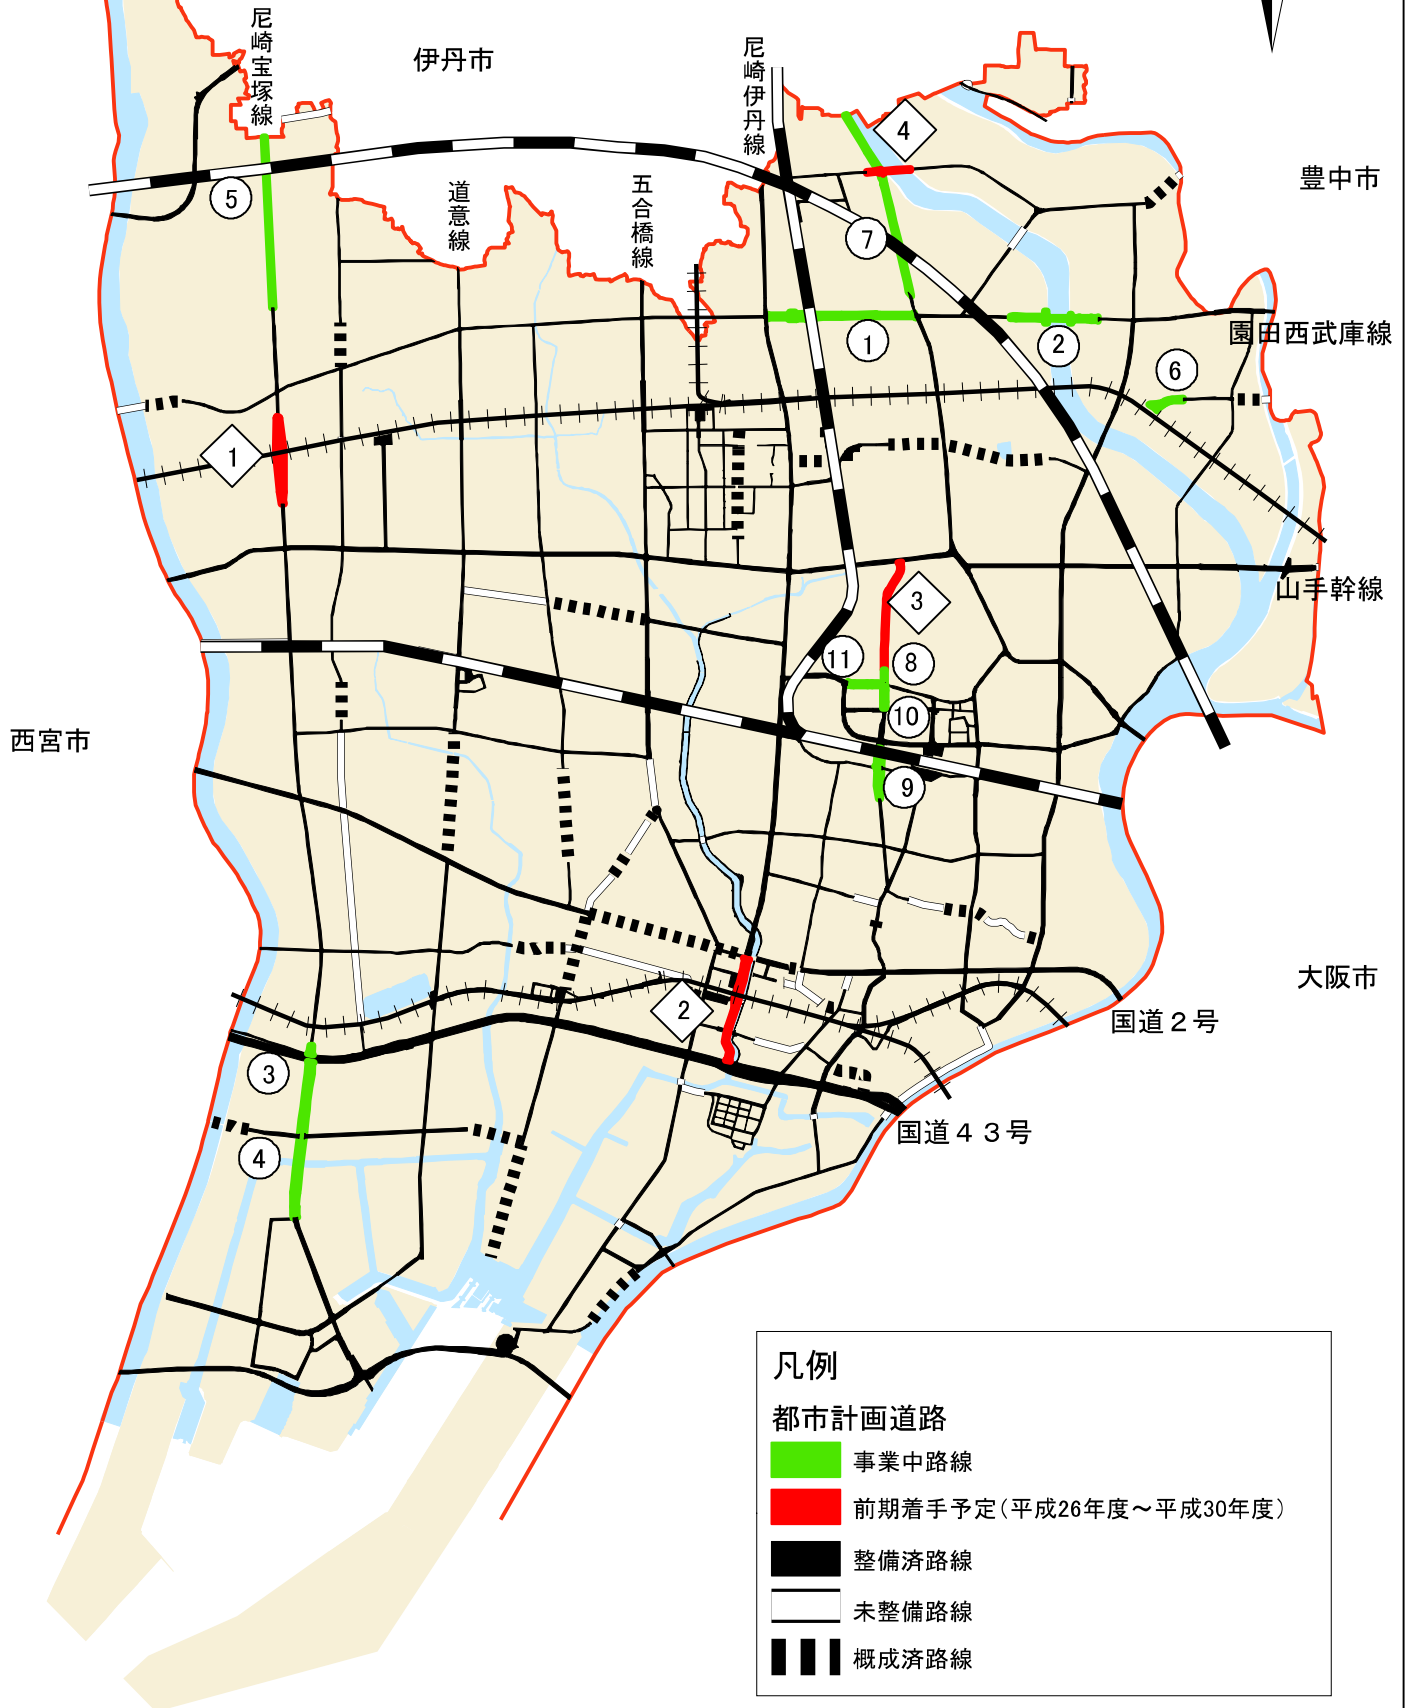 尼崎宝塚線
伊丹市
尼崎伊丹線
4
豊中市
5
道意線
五合橋線
7
園田西武庫線
1
2
6
1
山手幹線
3
11
8
10
西宮市
9
大阪市
2
国道２号
3
国道４３号
4
凡例
都市計画道路
事業中路線
前期着手予定(平成26年度～平成30年度)
整備済路線
未整備路線
概成済路線